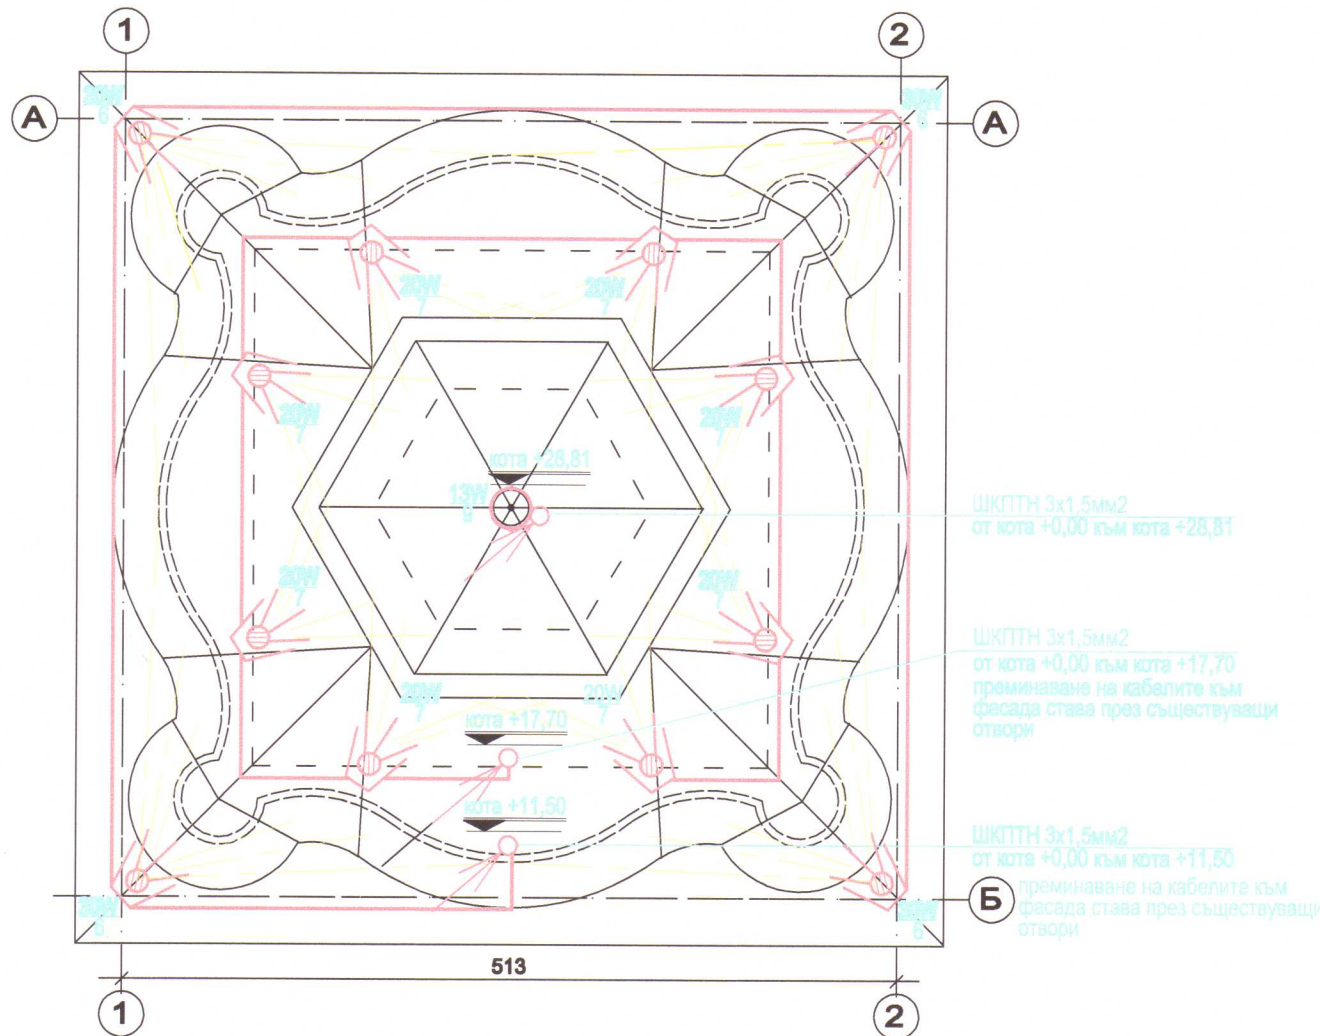 1
2
20W
6
20W
6
А
А
20W
7
20W
7
20W
7
20W
7
кота +28,81
13W
8
ШКПТН 3х1,5мм2
от кота +0,00 към кота +28,81
20W
7
20W
7
ШКПТН 3х1,5мм2
от кота +0,00 към кота +17,70
преминаване на кабелите към
фасада става през съществуващи
отвори
20W
7
20W
7
кота +17,70
кота +11,50
ШКПТН 3х1,5мм2
от кота +0,00 към кота +11,50
преминаване на кабелите към
фасада става през съществуващи
отвори
20W
6
20W
6
Б
513
1
2